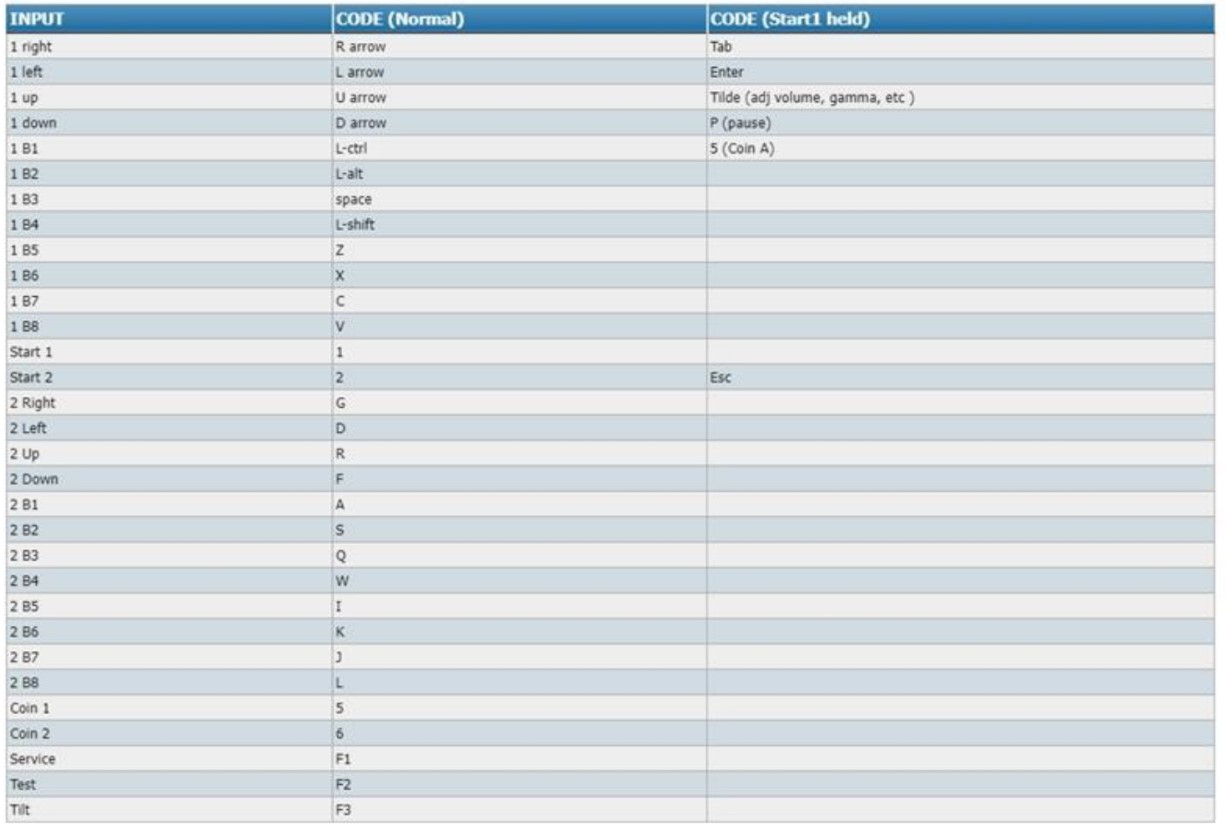 INPUT CODE (Normal) CODE (Start1 held)
1 right R arrow Tab
1 left L arrow Enter
1 up U arrow Tilde (adj volume, gamma, etc )
1 down D arrow P (pause)
1 B1 L-ctrl 5 (Coin A)
1 B2 L-alt
1 B3 space
1 B4 L-shift
1 B5 Z
1 B6 X
1 B7 C
1 B8 V
Start 1 1
Start 2 2 Esc
2 Right G
2 Left D
2 Up R
2 Down F
2 B1 A
2 B2 S
2 B3 Q
2 B4 W
2 B5 I
2 B6 K
2 B7 J
2 B8 L
Coin 1 5
Coin 2 6
Service F1
Test F2
Tilt F3